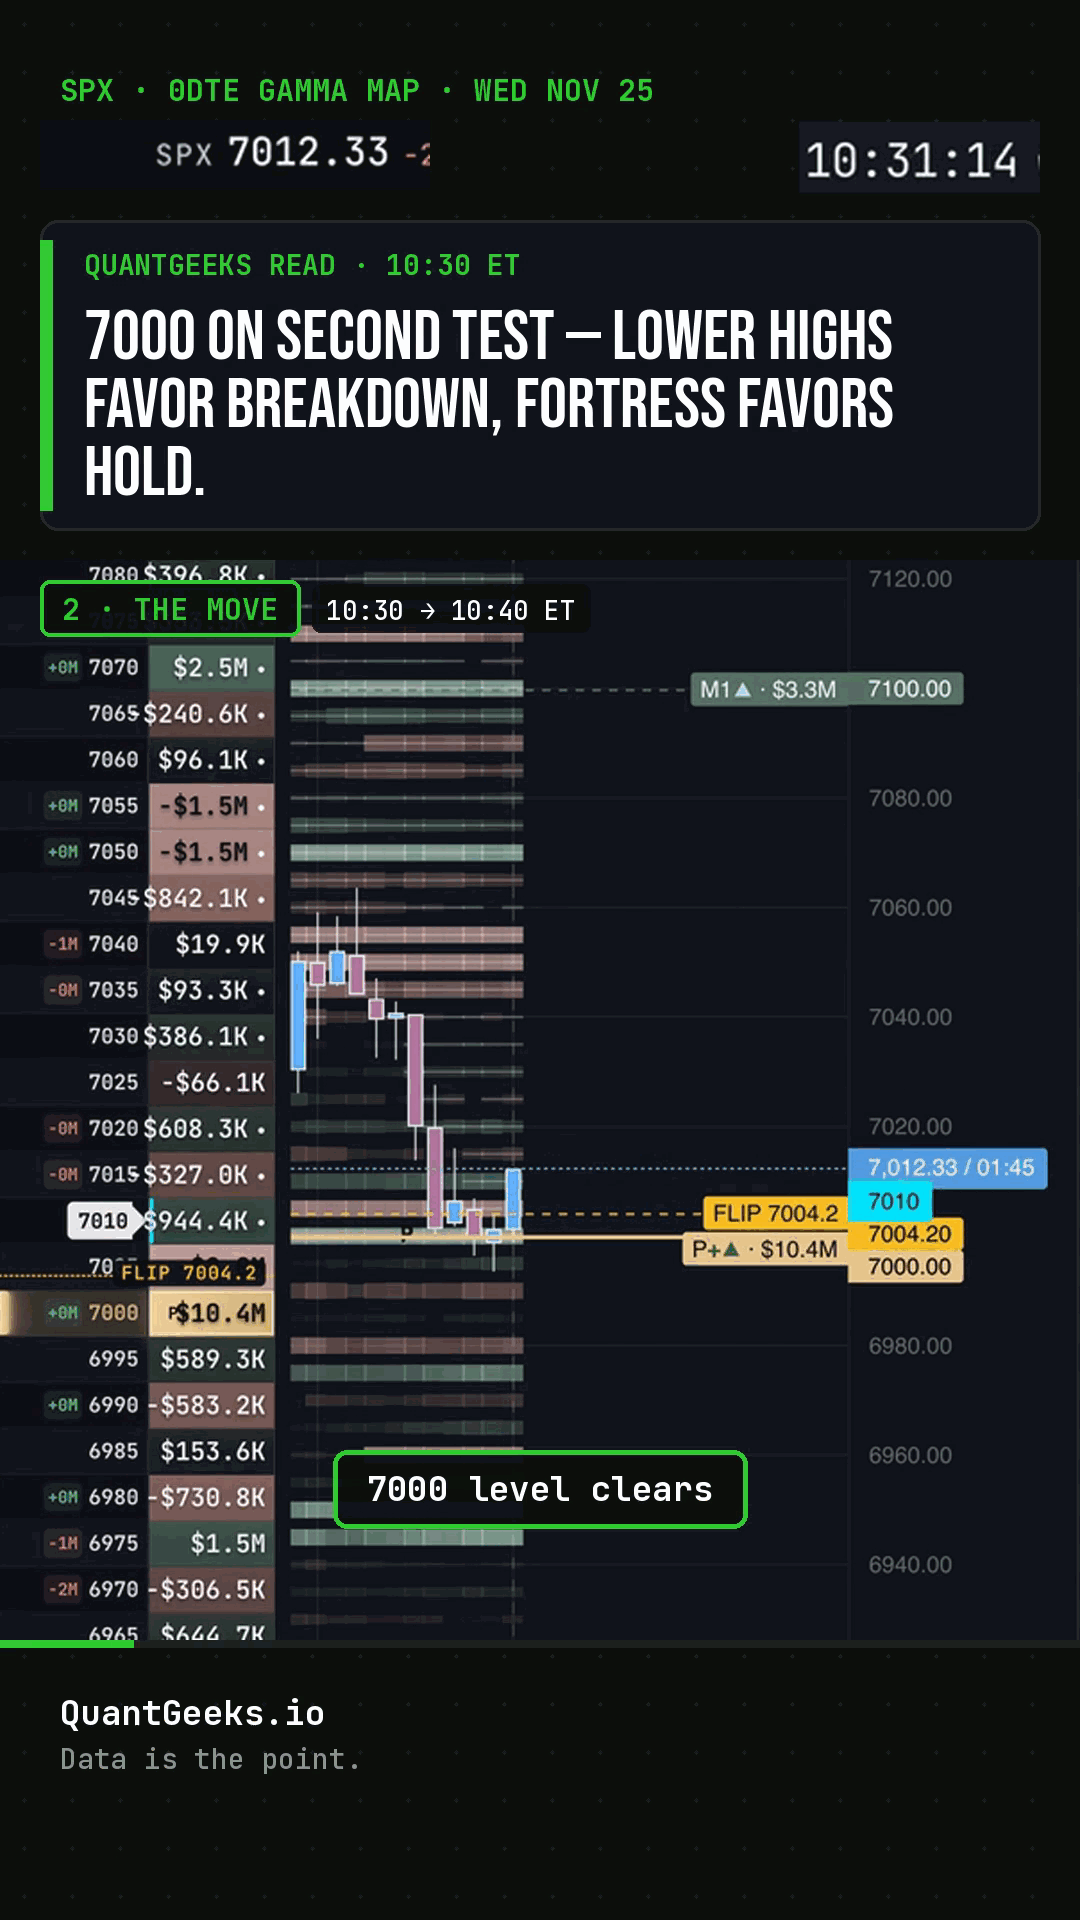 SPX · 0DTE GAMMA MAP · WED NOV 25
SPX 7012.33 -2
10:31:14
QUANTGEEKS READ · 10:30 ET
7000 ON SECOND TEST — LOWER HIGHS
FAVOR BREAKDOWN, FORTRESS FAVORS
HOLD.
7080 $396.8K •
2 · THE MOVE
10:30 → 10:40 ET
+0M 7070 $2.5M •
7065 -$240.6K •
7060 $96.1K •
+0M 7055 -$1.5M •
+0M 7050 -$1.5M •
7045 -$842.1K •
-1M 7040 $19.9K
-0M 7035 $93.3K •
7030 $386.1K •
7025 -$66.1K
-0M 7020 $608.3K •
-0M 7015 -$327.0K •
7010 $944.4K •
FLIP 7004.2
+0M 7000 P $10.4M
6995 $589.3K
+0M 6990 -$583.2K
6985 $153.6K
+0M 6980 -$730.8K
-1M 6975 $1.5M
-2M 6970 -$306.5K
6965 $644.7K
P
M1▲ · $3.3M 7100.00
FLIP 7004.2
P+▲ · $10.4M
7120.00
7080.00
7060.00
7040.00
7020.00
7,012.33 / 01:45
7010
7004.20
7000.00
6980.00
6960.00
6940.00
7000 level clears
QuantGeeks.io
Data is the point.